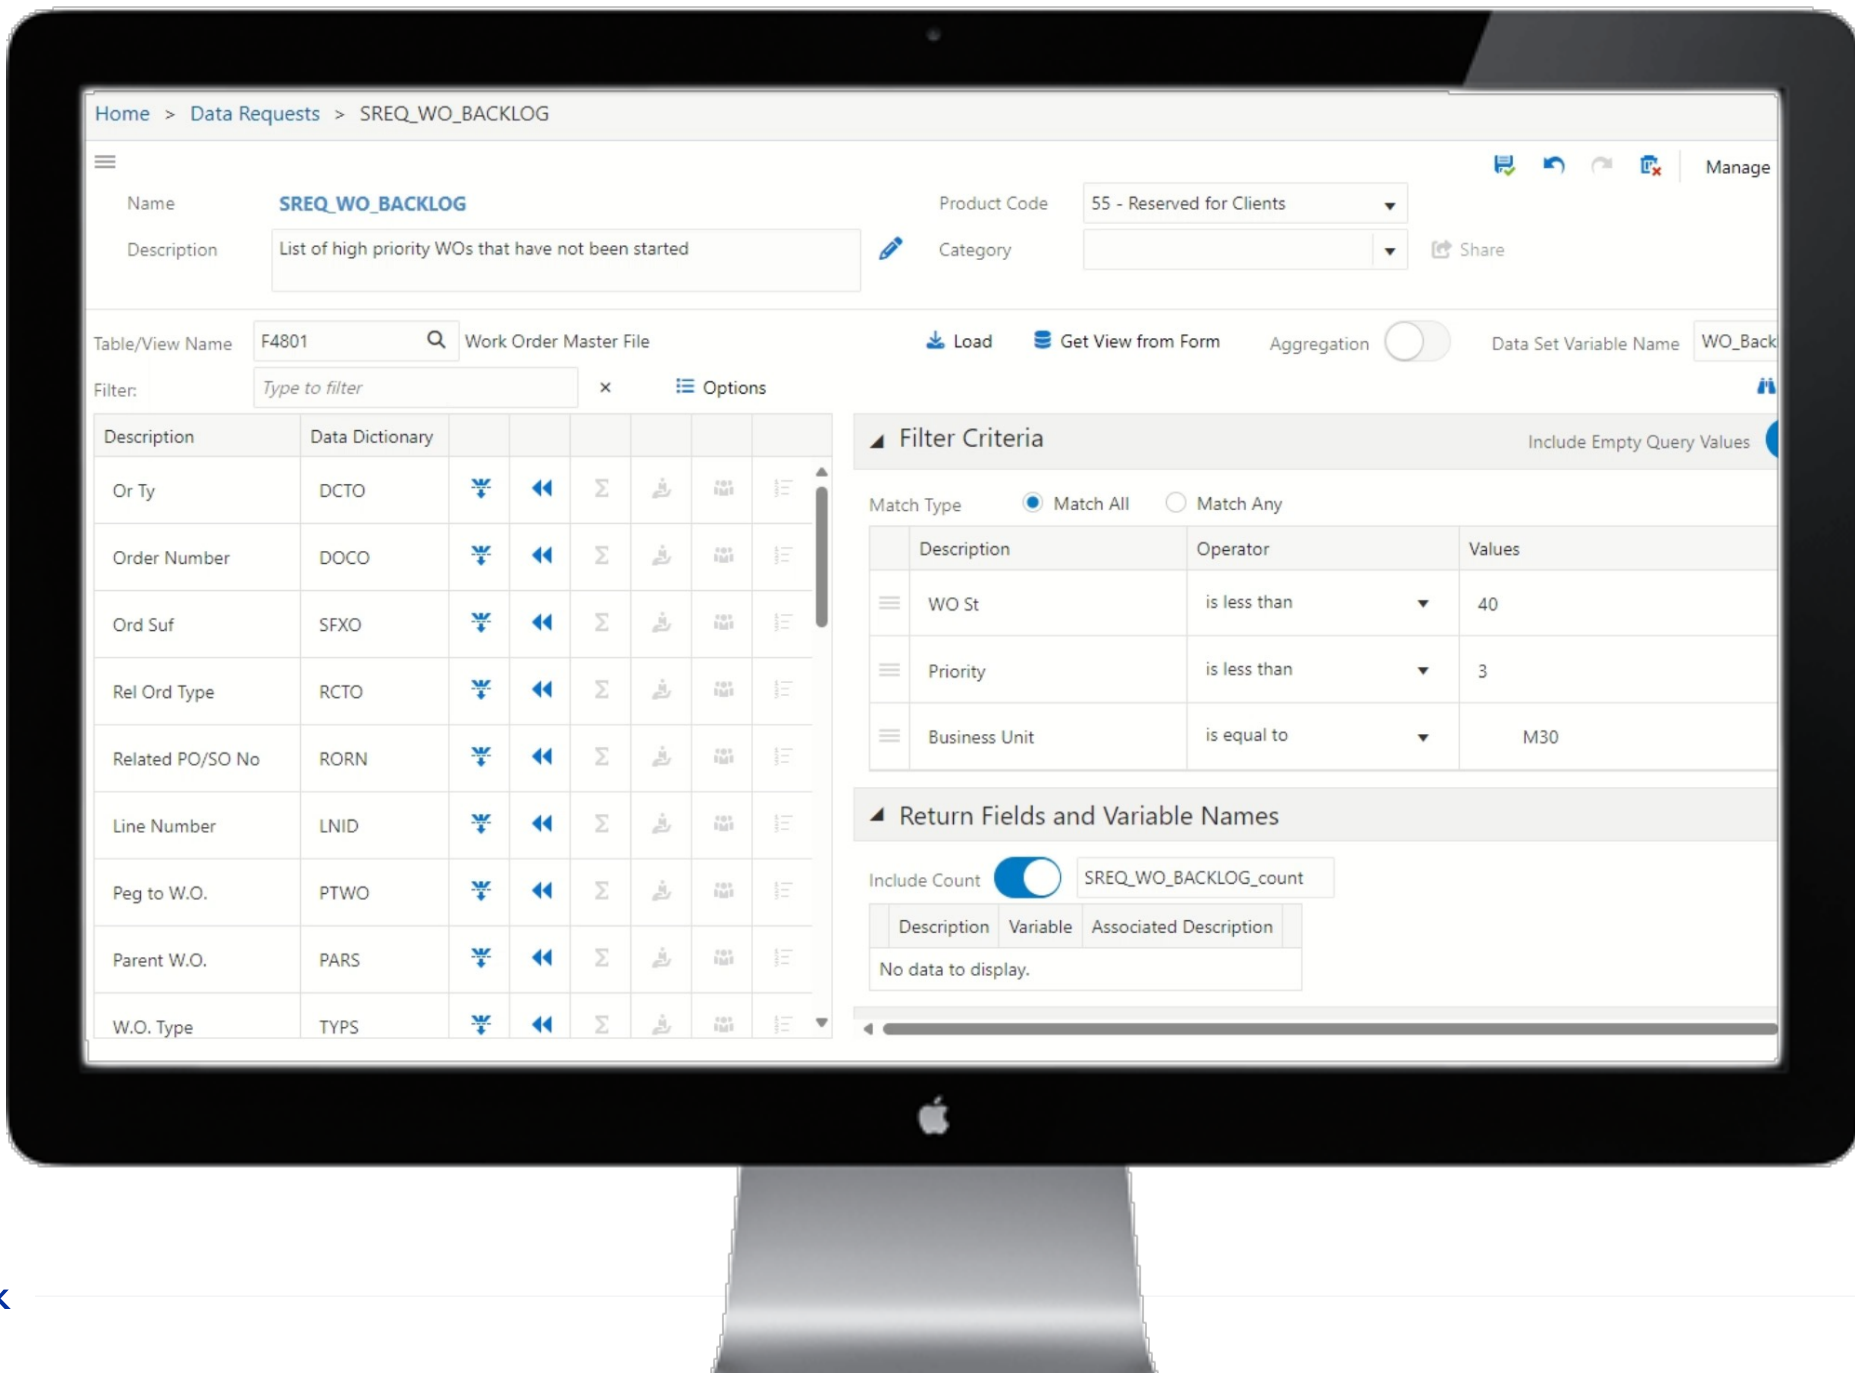 Home > Data Requests > SREQ_WO_BACKLOG
Manage
Name SREQ_WO_BACKLOG Product Code 55 - Reserved for Clients
Description List of high priority WOs that have not been started Category Share
Table/View Name F4801 Work Order Master File Load Get View from Form Aggregation Data Set Variable Name WO_Back
Filter: Type to filter × Options
Description Data Dictionary
Or Ty DCTO
Order Number DOCO
Ord Suf SFXO
Rel Ord Type RCTO
Related PO/SO No RORN
Line Number LNID
Peg to W.O. PTWO
Parent W.O. PARS
W.O. Type TYPS
Filter Criteria Include Empty Query Values
Match Type Match All Match Any
Description Operator Values
WO St is less than 40
Priority is less than 3
Business Unit is equal to M30
Return Fields and Variable Names
Include Count SREQ_WO_BACKLOG_count
Description Variable Associated Description
No data to display.